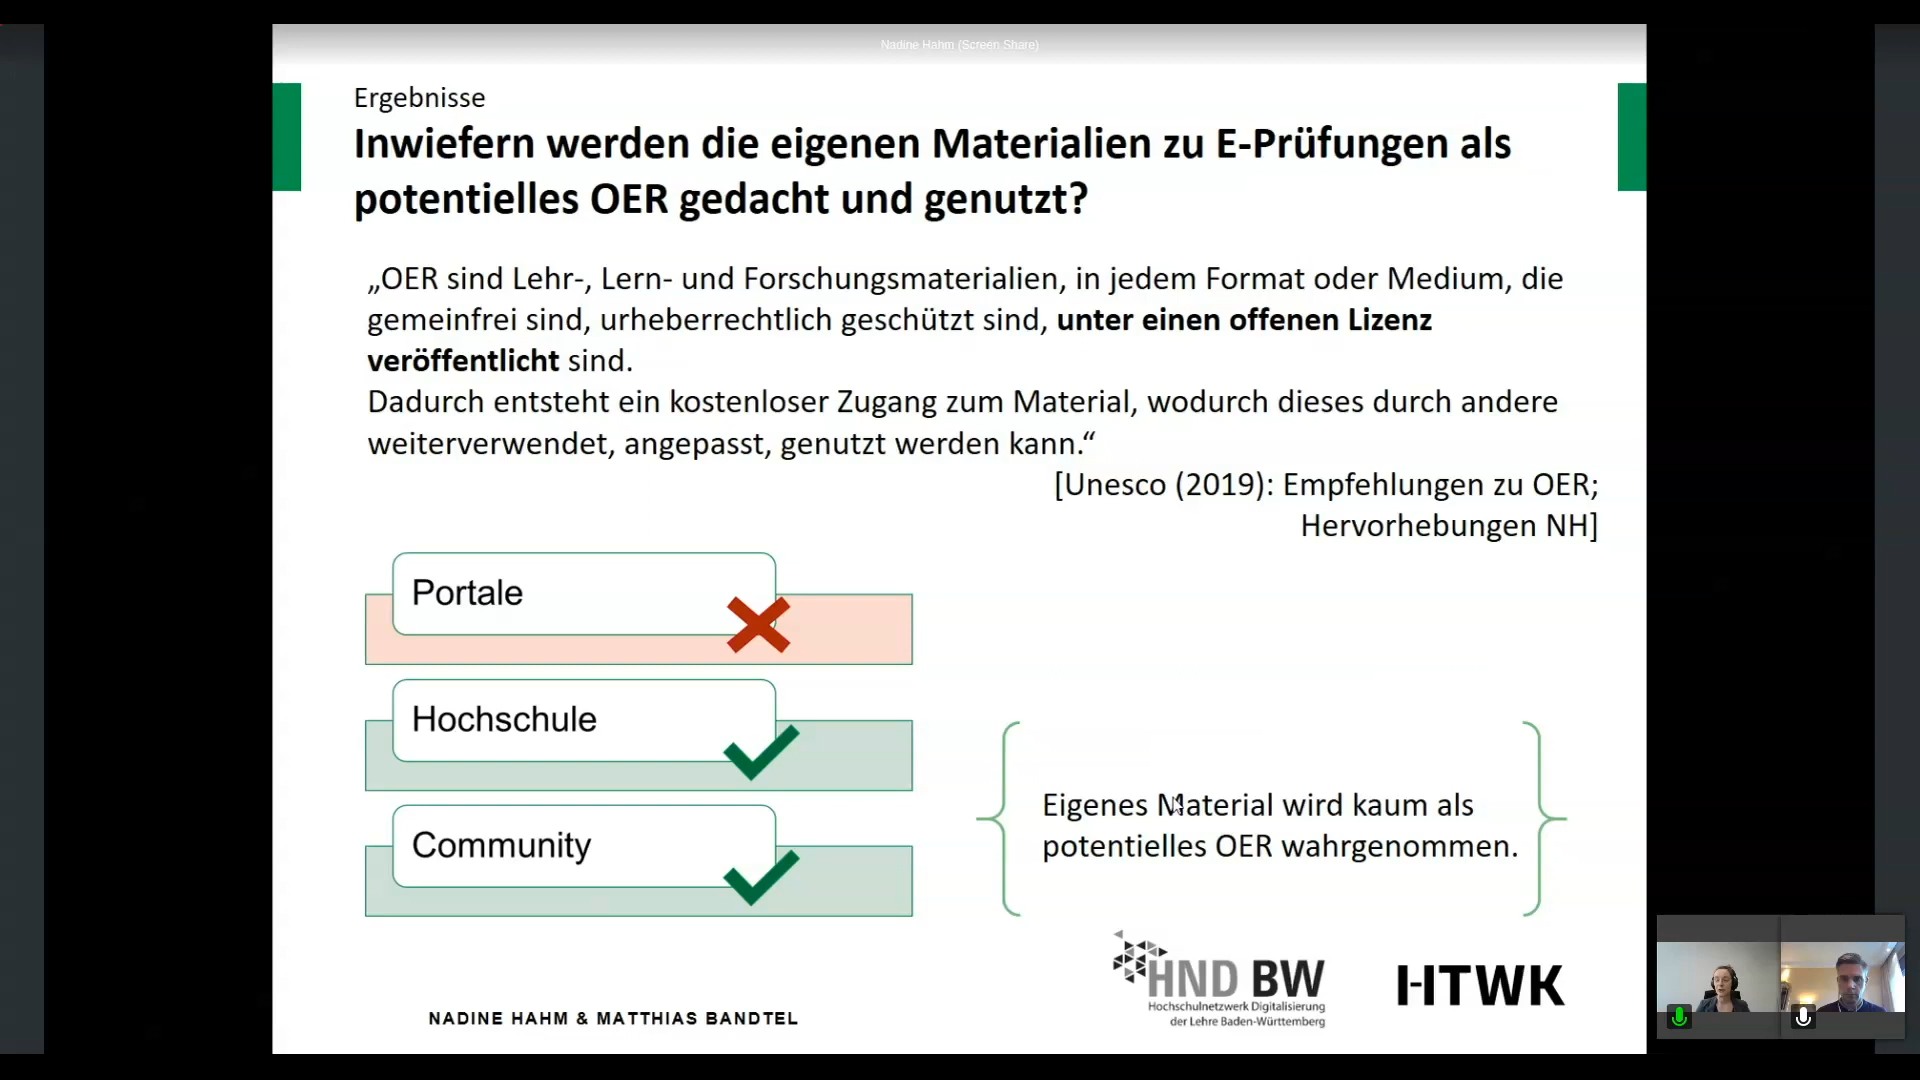 Nadine Hahm (Screen Share)
Ergebnisse
Inwiefern werden die eigenen Materialien zu E-Prüfungen als
potentielles OER gedacht und genutzt?
„OER sind Lehr-, Lern- und Forschungsmaterialien, in jedem Format oder Medium, die
gemeinfrei sind, urheberrechtlich geschützt sind, unter einen offenen Lizenz
veröffentlicht sind.
Dadurch entsteht ein kostenloser Zugang zum Material, wodurch dieses durch andere
weiterverwendet, angepasst, genutzt werden kann.“
[Unesco (2019): Empfehlungen zu OER;
Hervorhebungen NH]
Portale
Hochschule
Community
Eigenes Material wird kaum als
potentielles OER wahrgenommen.
HND BW
Hochschulnetzwerk Digitalisierung
der Lehre Baden-Württemberg
HTWK
NADINE HAHM & MATTHIAS BANDTEL